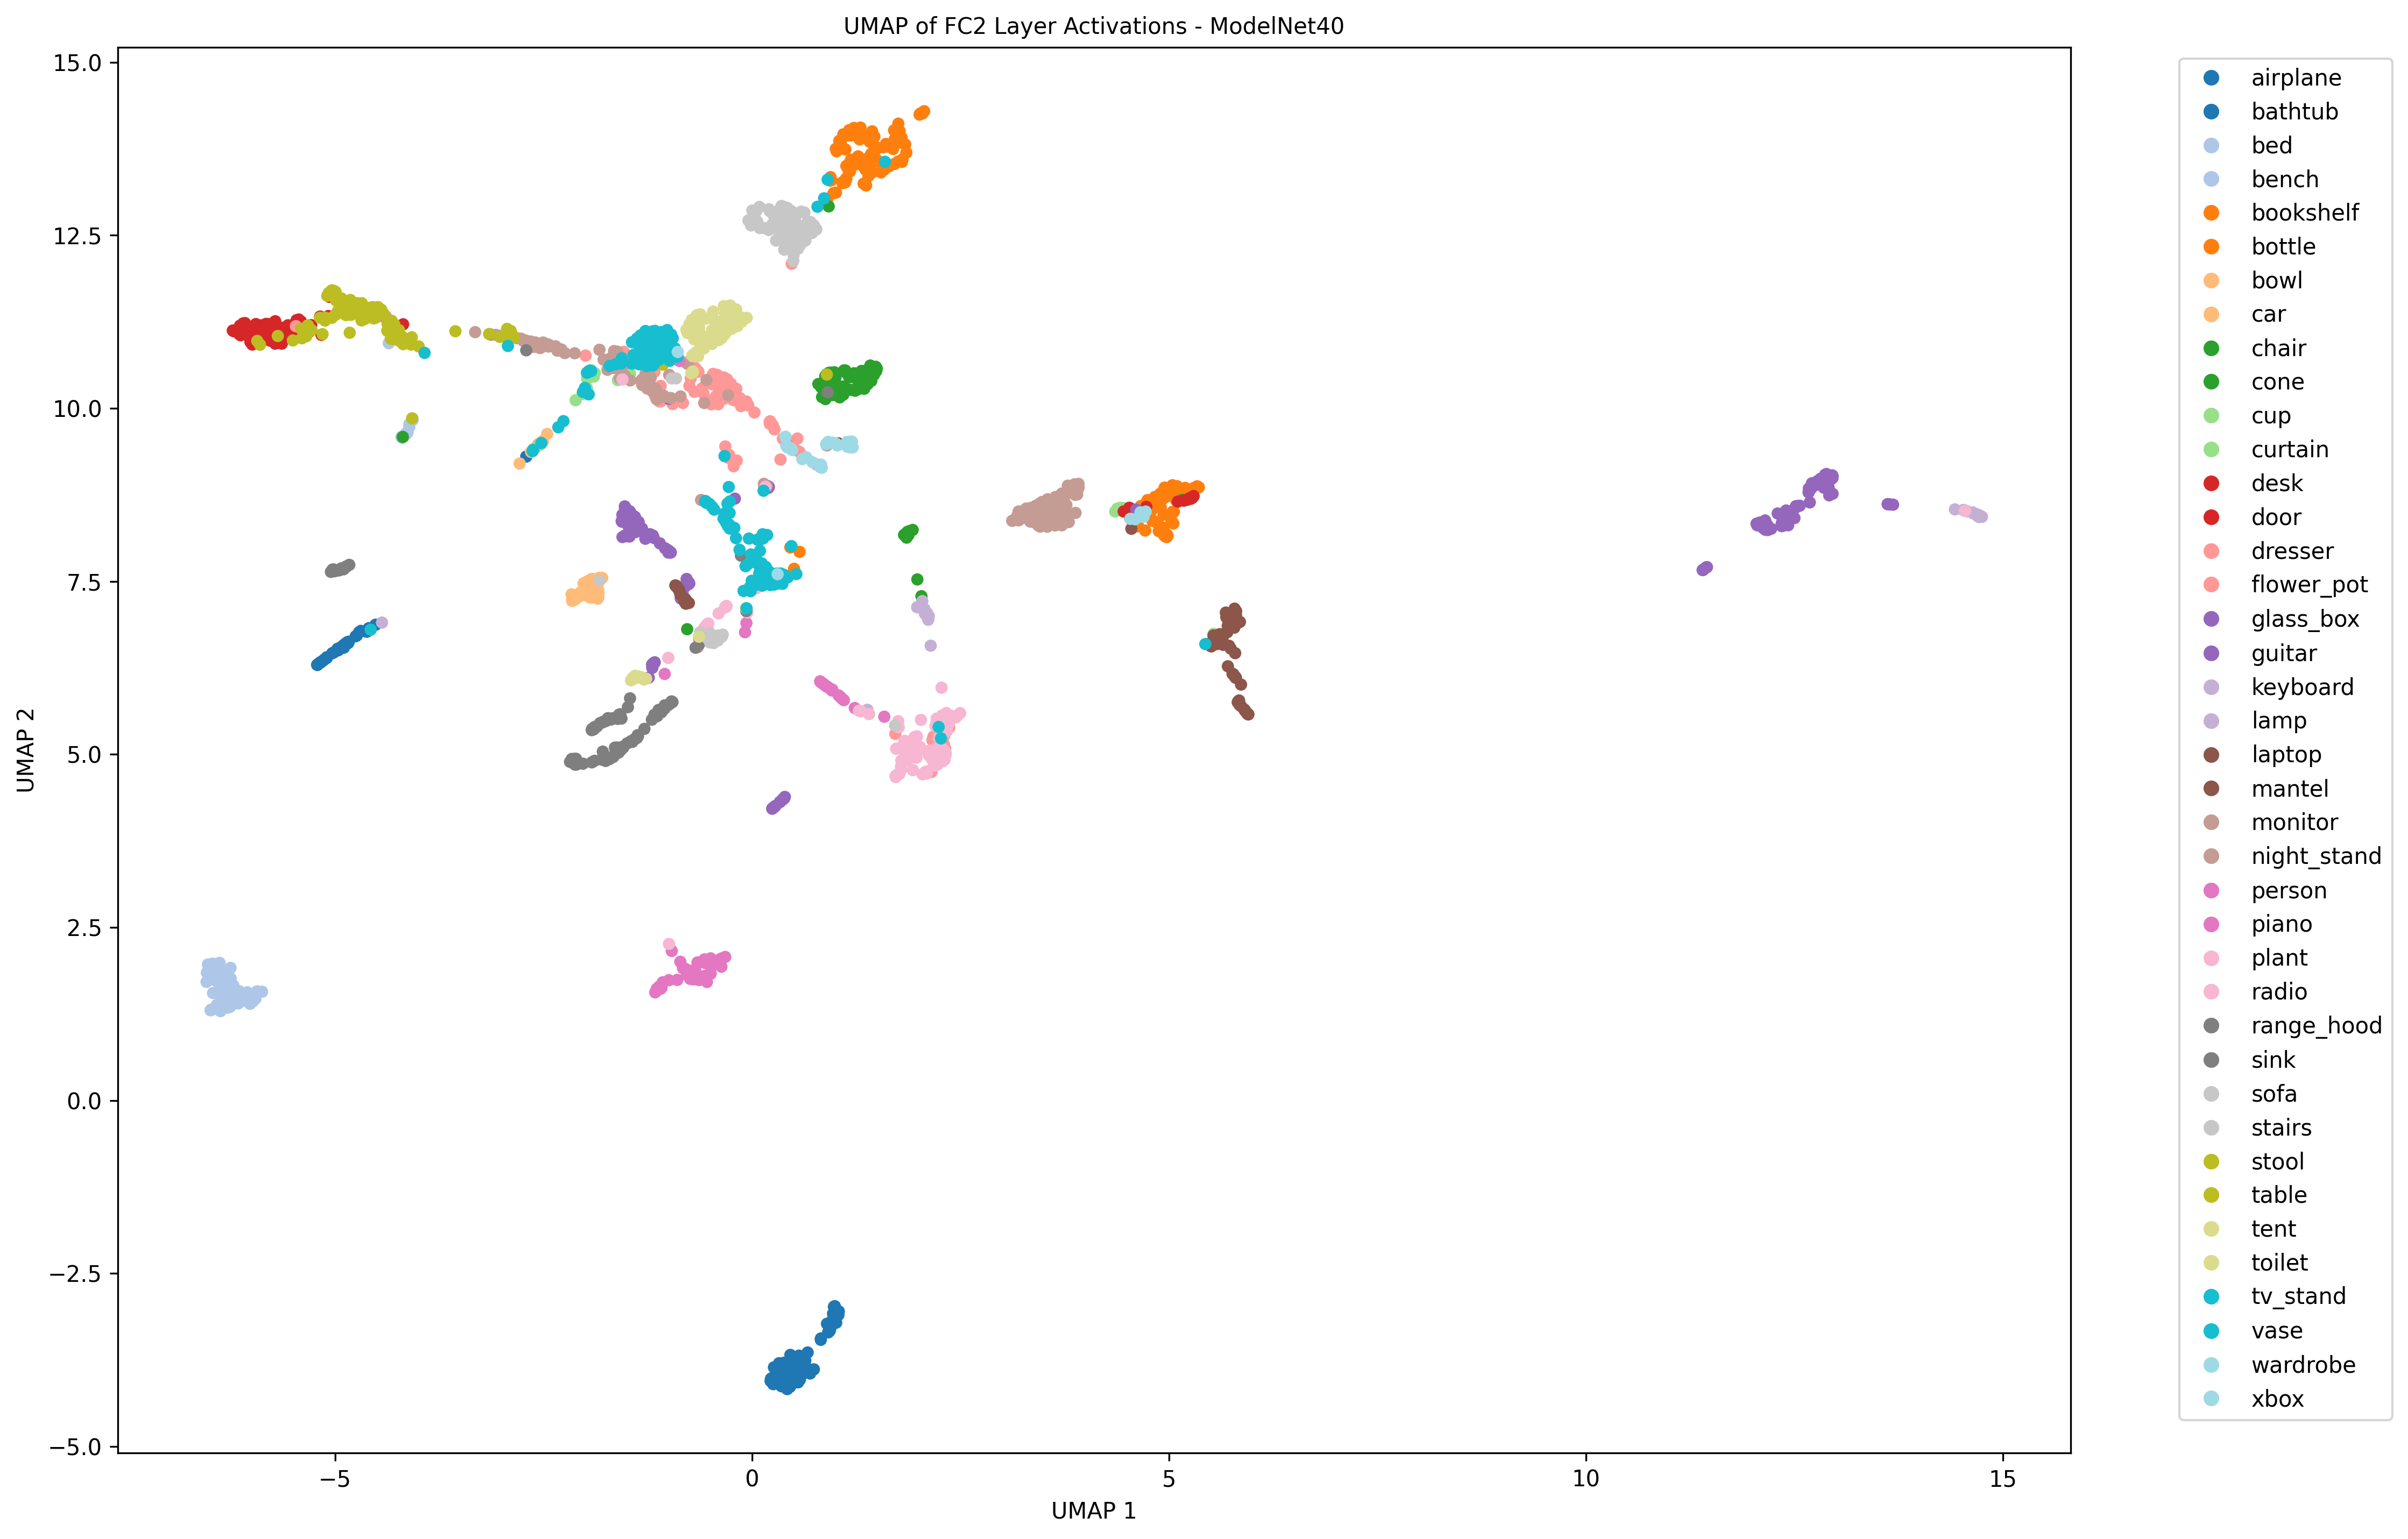 UMAP of FC2 Layer Activations - ModelNet40
15.0
12.5
10.0
7.5
5.0
2.5
0.0
−2.5
−5.0
UMAP 2
−5
0
5
10
15
UMAP 1
airplane
bathtub
bed
bench
bookshelf
bottle
bowl
car
chair
cone
cup
curtain
desk
door
dresser
flower_pot
glass_box
guitar
keyboard
lamp
laptop
mantel
monitor
night_stand
person
piano
plant
radio
range_hood
sink
sofa
stairs
stool
table
tent
toilet
tv_stand
vase
wardrobe
xbox